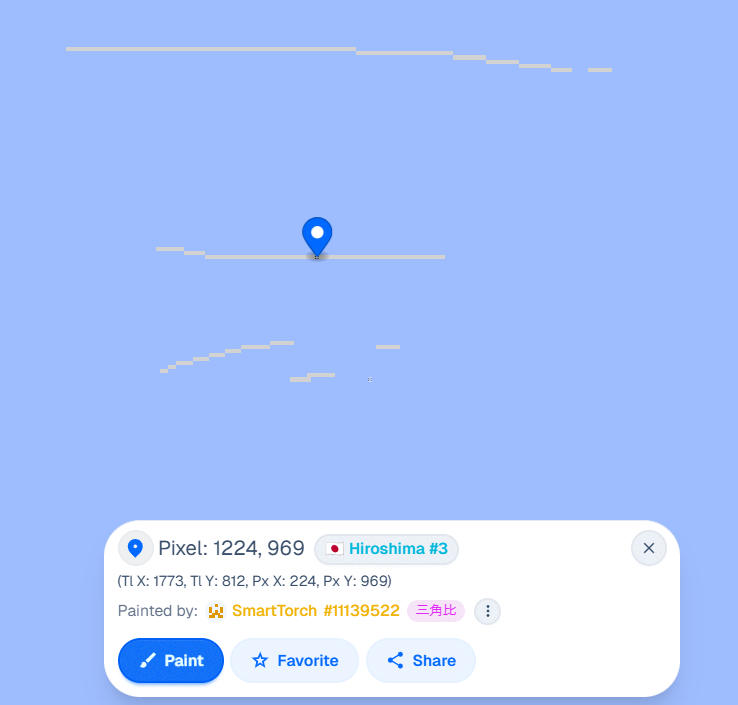 Pixel: 1224, 969 Hiroshima #3
(Tl X: 1773, Tl Y: 812, Px X: 224, Px Y: 969)
Painted by: SmartTorch #11139522 三角比
Paint Favorite Share